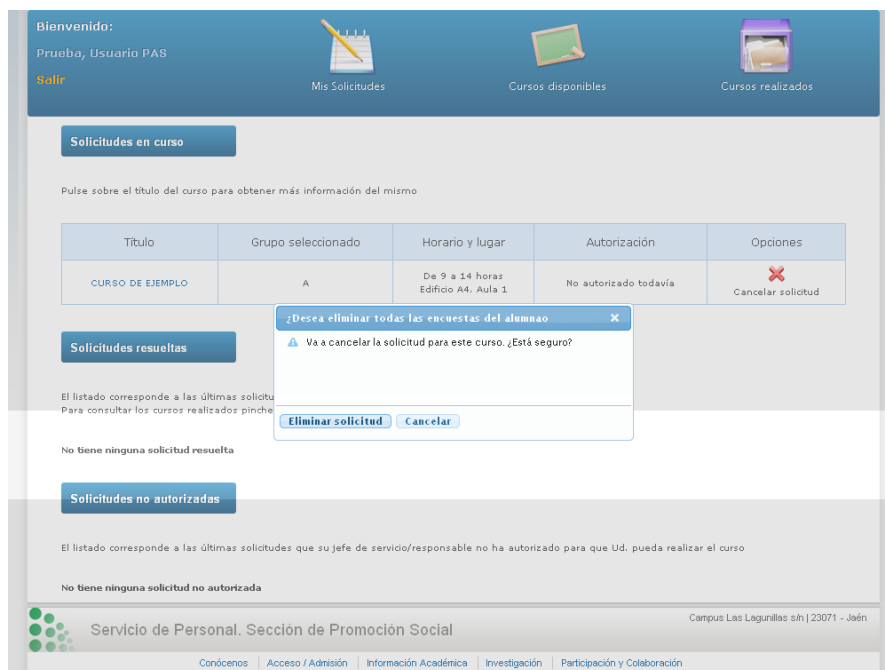 Bienvenido:
Prueba, Usuario PAS
Salir
Mis Solicitudes
Cursos disponibles
Cursos realizados
Solicitudes en curso
Pulse sobre el título del curso para obtener más información del mismo
Título Grupo seleccionado Horario y lugar Autorización Opciones
CURSO DE EJEMPLO A De 9 a 14 horas No autorizado todavía Cancelar solicitud
Edificio A4. Aula 1
¿Desea eliminar todas las encuestas del alumnao
Va a cancelar la solicitud para este curso. ¿Está seguro?
Eliminar solicitud Cancelar
Solicitudes resueltas
El listado corresponde a las últimas
Para consultar los cursos realizados pinche
No tiene ninguna solicitud resuelta
Solicitudes no autorizadas
El listado corresponde a las últimas solicitudes que su jefe de servicio/responsable no ha autorizado para que Ud. pueda realizar el curso
No tiene ninguna solicitud no autorizada
Servicio de Personal. Sección de Promoción Social
Campus Las Lagunillas s/n | 23071 - Jaén
Conócenos Acceso / Admisión Información Académica Investigación Participación y Colaboración